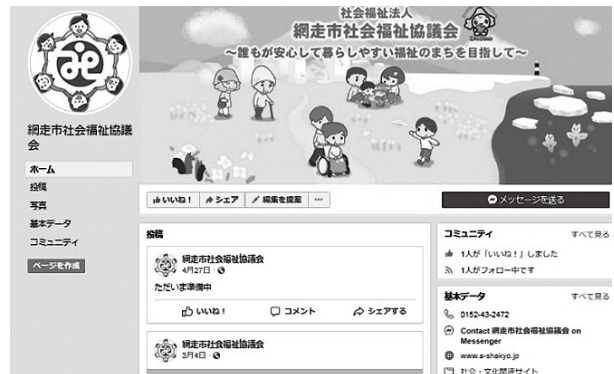 社会福祉法人
網走市社会福祉協議会
～誰もが安心して暮らしやすい福祉のまちを目指して～
網走市社会福祉協議
会
ホーム
投稿
写真
基本データ
コミュニティ
ページを作成
いいね！ シェア 編集を提案 ...
メッセージを送る
投稿
網走市社会福祉協議会
4月27日
ただいま準備中
いいね！ コメント シェアする
網走市社会福祉協議会
3月4日
コミュニティ すべて見る
1人が「いいね！」しました
1人がフォロー中です
基本データ すべて見る
0152-43-2472
Contact 網走市社会福祉協議会 on
Messenger
www.a-shakyo.jp
社会・文化関連サイト